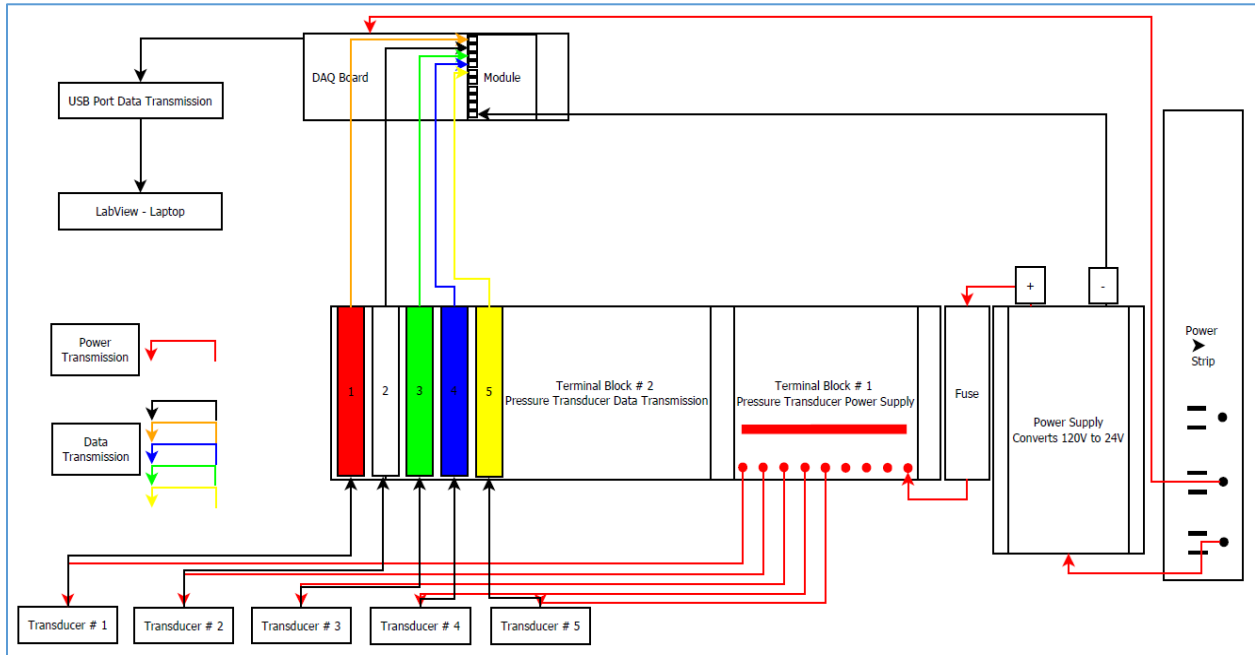 DAQ Board
Module
USB Port Data Transmission
LabView - Laptop
+
-
Power
Transmission
Data
Transmission
1
2
3
4
5
Terminal Block # 2
Pressure Transducer Data Transmission
Terminal Block # 1
Pressure Transducer Power Supply
Fuse
Power Supply
Converts 120V to 24V
Power
Strip
Transducer # 1
Transducer # 2
Transducer # 3
Transducer # 4
Transducer # 5